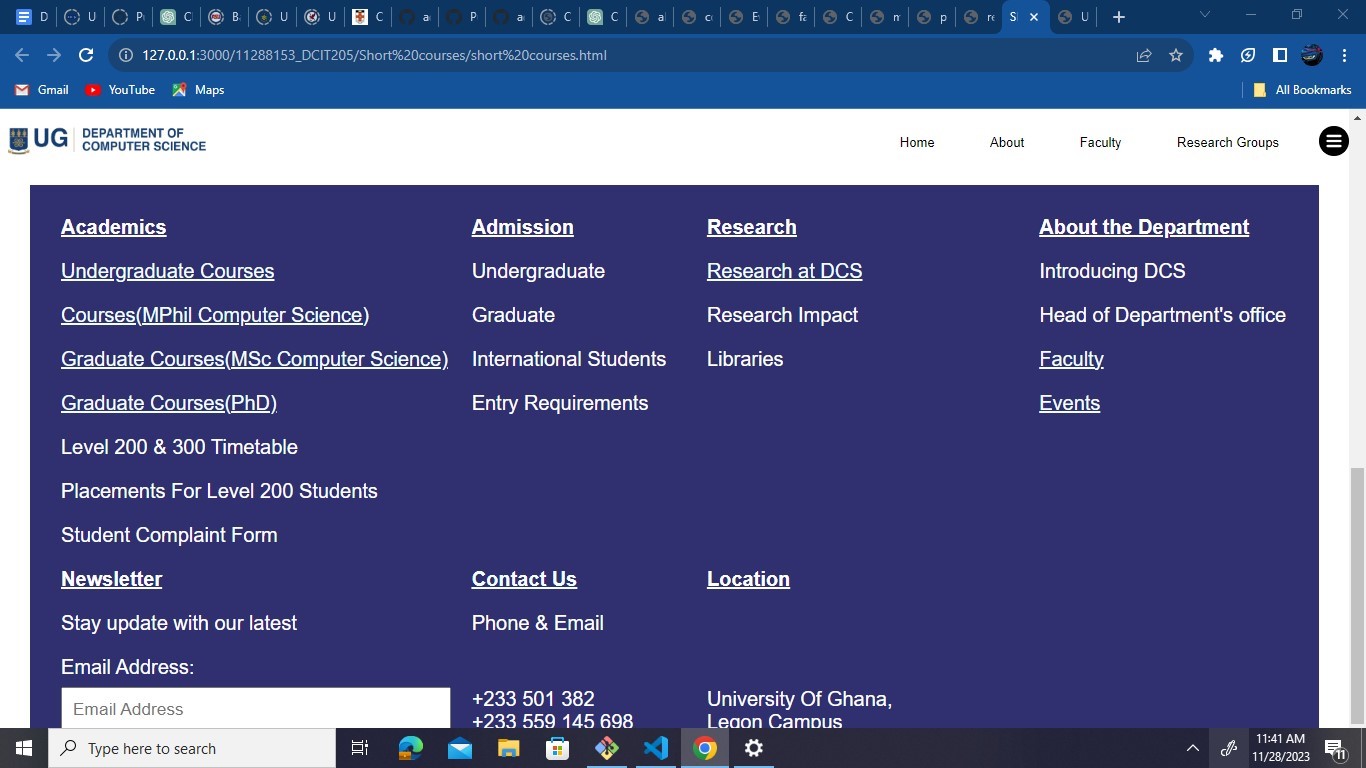 D
P
C
B
U
U
C
a
P
a
C
C
al
c
E
fa
C
n
p
re
S
U
127.0.0.1:3000/11288153_DCIT205/Short%20courses/short%20courses.html
Gmail YouTube Maps All Bookmarks
UG DEPARTMENT OF
COMPUTER SCIENCE
Home About Faculty Research Groups
Academics Admission Research About the Department
Undergraduate Courses Undergraduate Research at DCS Introducing DCS
Courses(MPhil Computer Science) Graduate Research Impact Head of Department's office
Graduate Courses(MSc Computer Science) International Students Libraries Faculty
Graduate Courses(PhD) Entry Requirements Events
Level 200 & 300 Timetable
Placements For Level 200 Students
Student Complaint Form
Newsletter Contact Us Location
Stay update with our latest Phone & Email
Email Address:
Email Address
+233 501 382 University Of Ghana,
+233 559 145 698 Legon Campus
Type here to search
11:41 AM
11/28/2023
11